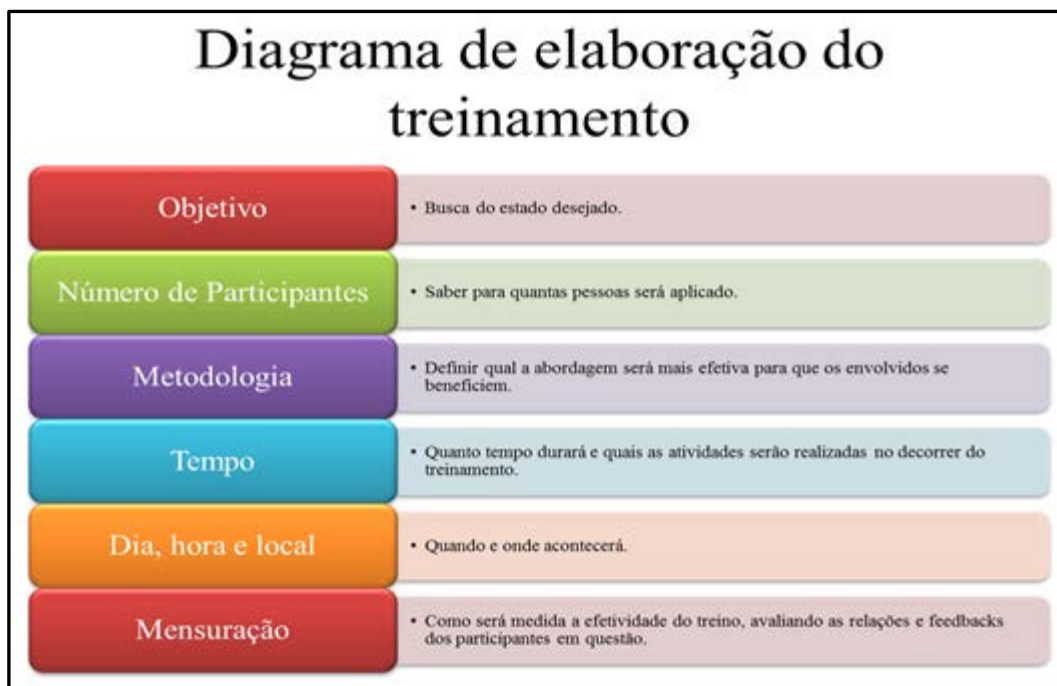 Diagrama de elaboração do
treinamento
Objetivo
• Busca do estado desejado.
Número de Participantes
• Saber para quantas pessoas será aplicado.
Metodologia
• Definir qual a abordagem será mais efetiva para que os envolvidos se
beneficiem.
Tempo
• Quanto tempo durará e quais as atividades serão realizadas no decorrer do
treinamento.
Dia, hora e local
• Quando e onde acontecerá.
Mensuração
• Como será medida a efetividade do treino, avaliando as relações e feedbacks
dos participantes em questão.